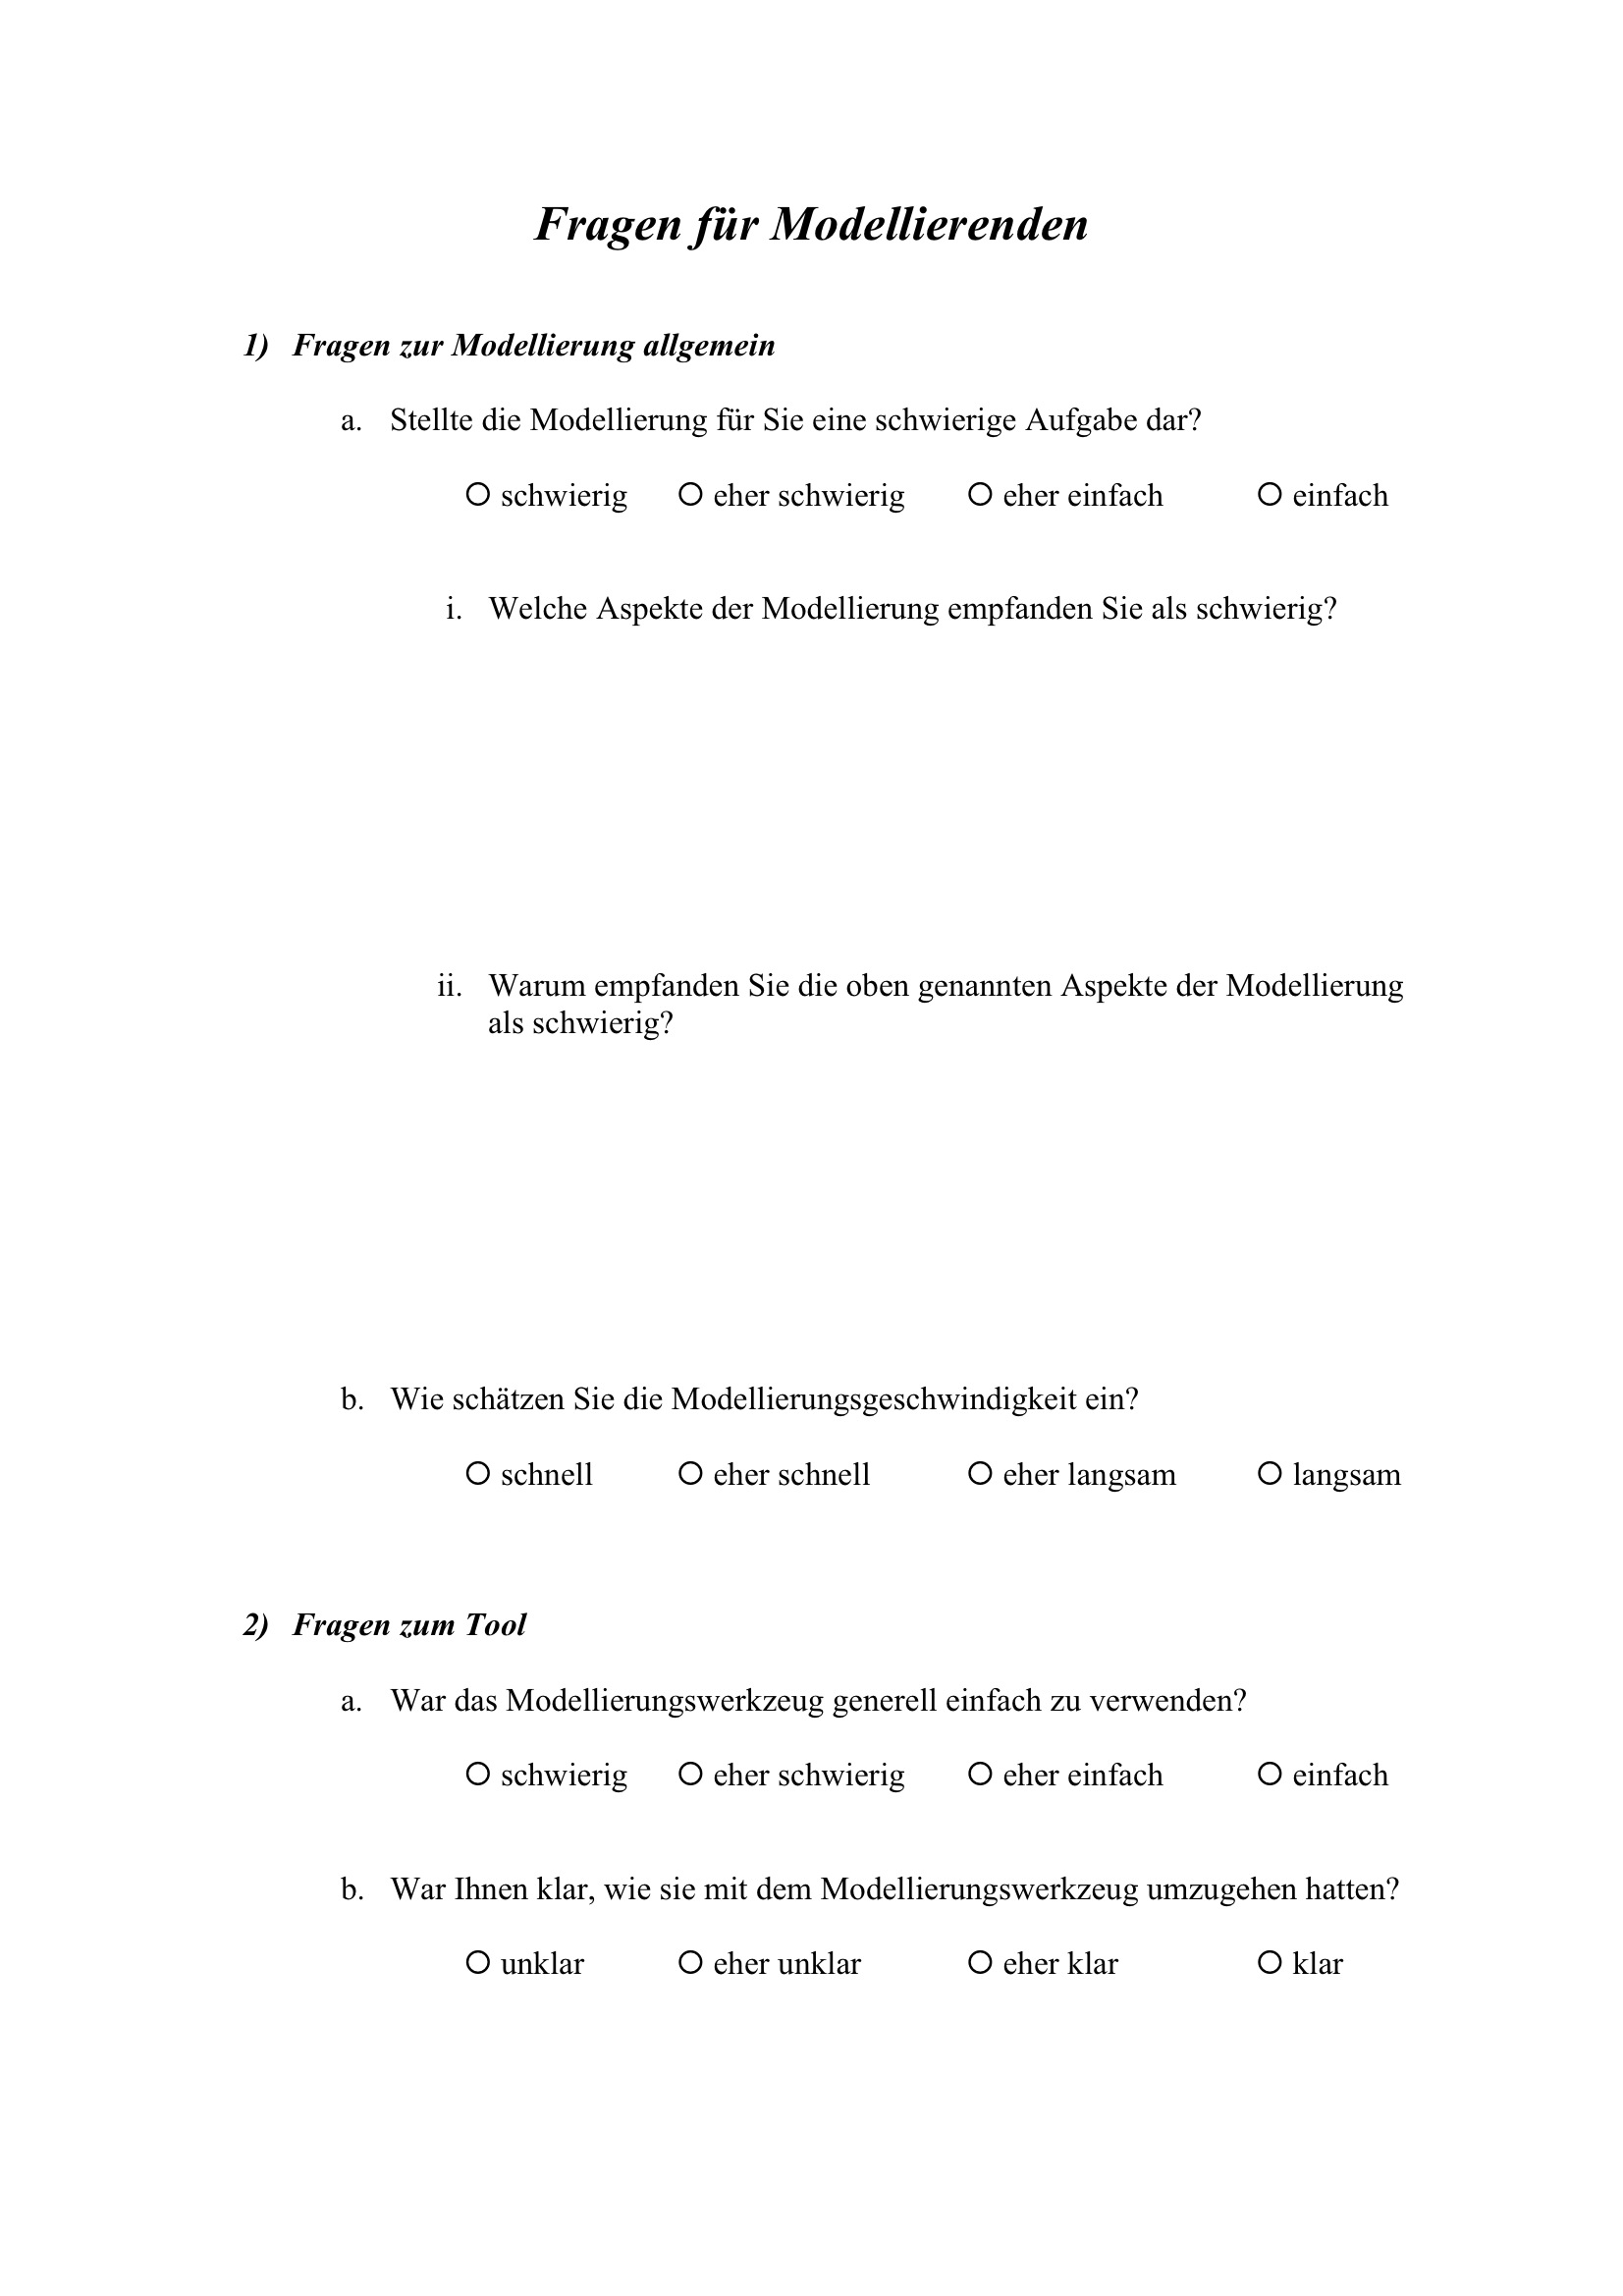 Fragen für Modellierenden
1) Fragen zur Modellierung allgemein
a. Stellte die Modellierung für Sie eine schwierige Aufgabe dar?
O schwierig O eher schwierig O eher einfach O einfach
i. Welche Aspekte der Modellierung empfanden Sie als schwierig?
ii. Warum empfanden Sie die oben genannten Aspekte der Modellierung
als schwierig?
b. Wie schätzen Sie die Modellierungsgeschwindigkeit ein?
O schnell O eher schnell O eher langsam O langsam
2) Fragen zum Tool
a. War das Modellierungswerkzeug generell einfach zu verwenden?
O schwierig O eher schwierig O eher einfach O einfach
b. War Ihnen klar, wie sie mit dem Modellierungswerkzeug umzugehen hatten?
O unklar O eher unklar O eher klar O klar